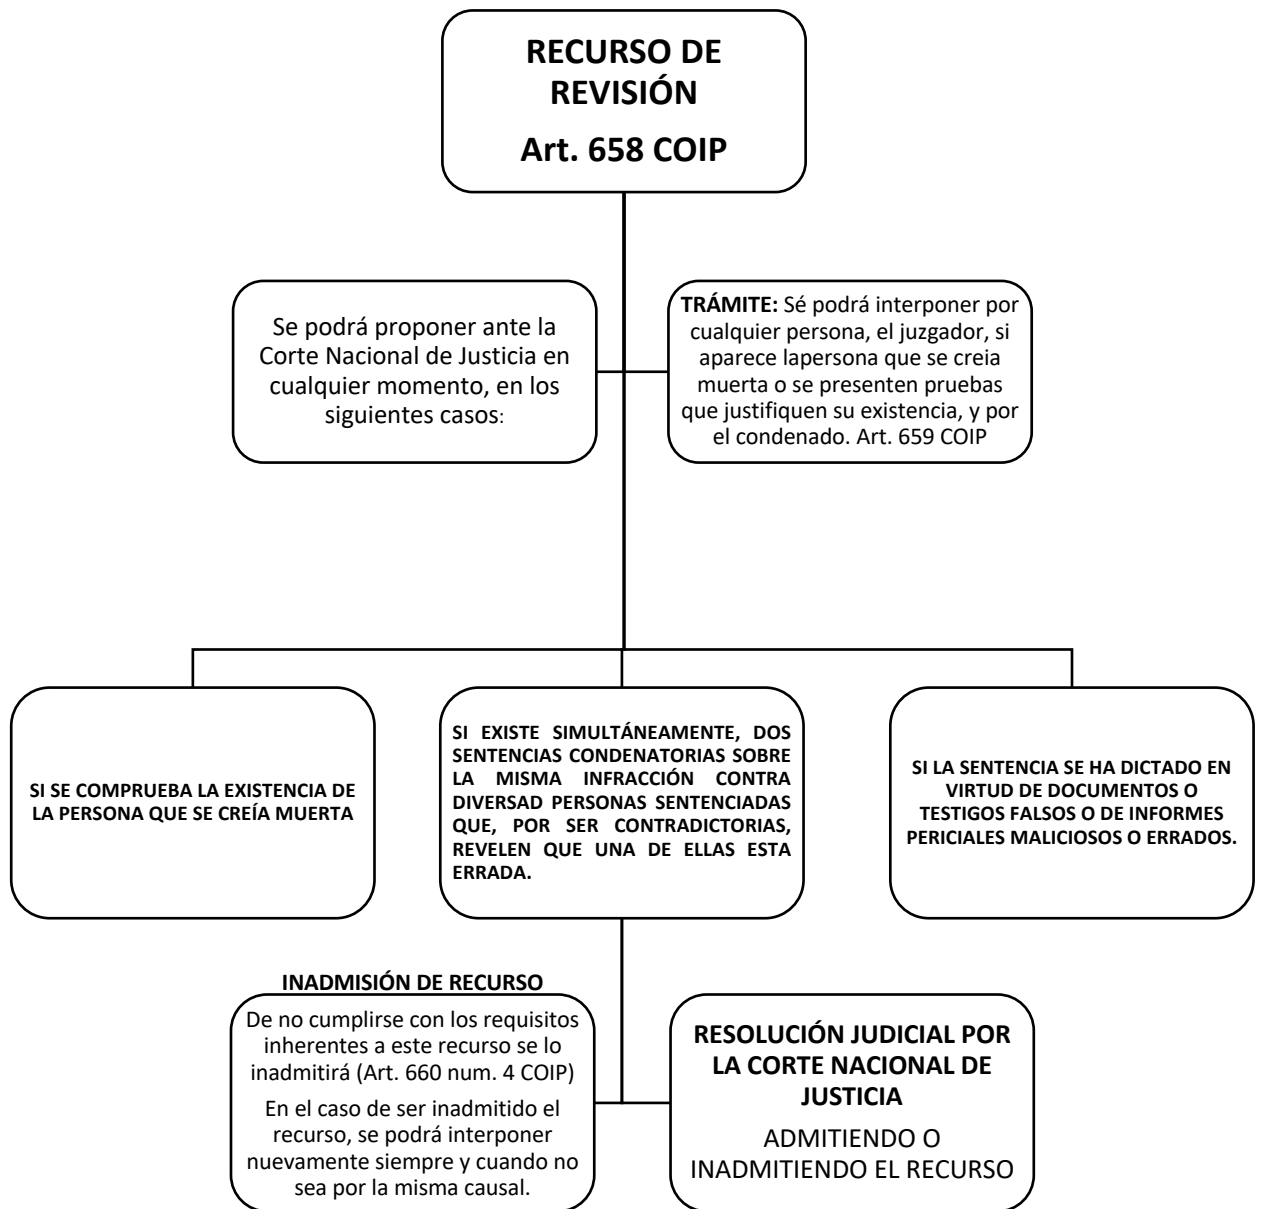 RECURSO DE
REVISIÓN
Art. 658 COIP
Se podrá proponer ante la
Corte Nacional de Justicia en
cualquier momento, en los
siguientes casos:
TRÁMITE: Sé podrá interponer por
cualquier persona, el juzgador, si
aparece lapersona que se creia
muerta o se presenten pruebas
que justifiquen su existencia, y por
el condenado. Art. 659 COIP
SI SE COMPRUEBA LA EXISTENCIA DE
LA PERSONA QUE SE CREÍA MUERTA
SI EXISTE SIMULTÁNEAMENTE, DOS
SENTENCIAS CONDENATORIAS SOBRE
LA MISMA INFRACCIÓN CONTRA
DIVERSAD PERSONAS SENTENCIADAS
QUE, POR SER CONTRADICTORIAS,
REVELEN QUE UNA DE ELLAS ESTA
ERRADA.
SI LA SENTENCIA SE HA DICTADO EN
VIRTUD DE DOCUMENTOS O
TESTIGOS FALSOS O DE INFORMES
PERICIALES MALICIOSOS O ERRADOS.
INADMISIÓN DE RECURSO
De no cumplirse con los requisitos
inherentes a este recurso se lo
inadmitirá (Art. 660 num. 4 COIP)
En el caso de ser inadmitido el
recurso, se podrá interponer
nuevamente siempre y cuando no
sea por la misma causal.
RESOLUCIÓN JUDICIAL POR
LA CORTE NACIONAL DE
JUSTICIA
ADMITIENDO O
INADMITIENDO EL RECURSO